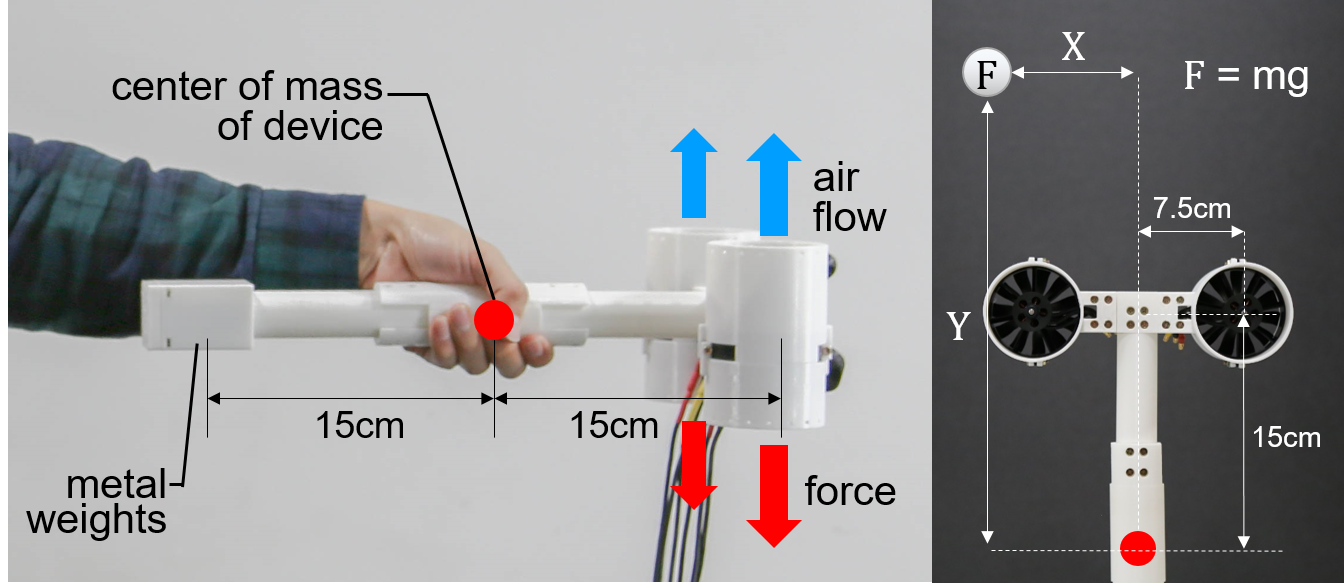 center of mass
of device
air
flow
15cm
15cm
metal
weights
force
F
X
F = mg
7.5cm
Y
15cm